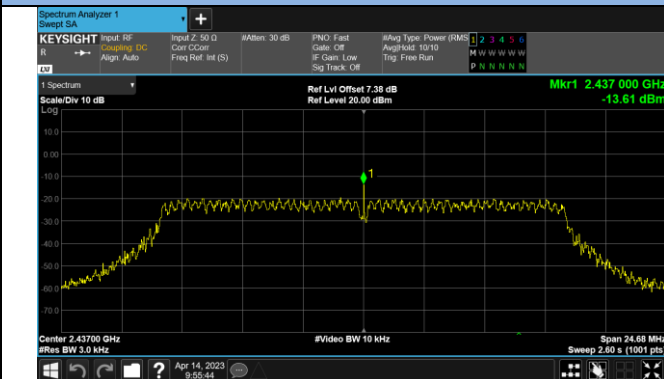 Spectrum Analyzer 1
Swept SA
+
KEYSIGHT Input: RF Input Z: 50 Ω #Atten: 30 dB PNO: Fast #Avg Type: Power (RMS 1 2 3 4 5 6
R Coupling: DC Corr CCorr Gate: Off Avg|Hold: 10/10 M W W W W W
Align: Auto Freq Ref: Int (S) IF Gain: Low Trig: Free Run
Sig Track: Off P N N N N N
LXI
1 Spectrum Ref Lvl Offset 7.38 dB Mkr1 2.437 000 GHz
Scale/Div 10 dB Ref Level 20.00 dBm -13.61 dBm
Log
10.0
0.00
1
-10.0
-20.0
-30.0
-40.0
-50.0
-60.0
-70.0
Center 2.43700 GHz #Video BW 10 kHz Span 24.68 MHz
#Res BW 3.0 kHz Sweep 2.60 s (1001 pts)
? Apr 14, 2023
9:55:44